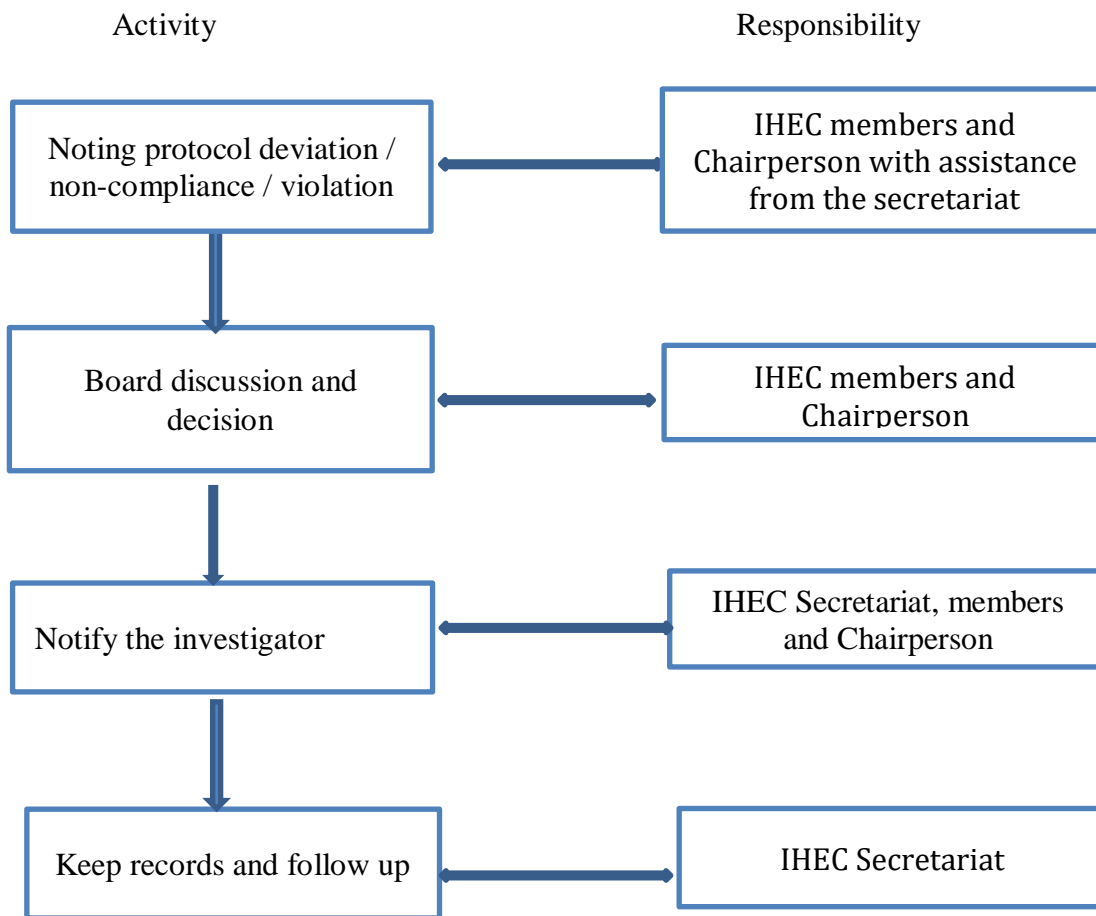 Activity
Responsibility
Noting protocol deviation /
non-compliance / violation
IHEC members and
Chairperson with assistance
from the secretariat
Board discussion and
decision
IHEC members and
Chairperson
Notify the investigator
IHEC Secretariat, members
and Chairperson
Keep records and follow up
IHEC Secretariat